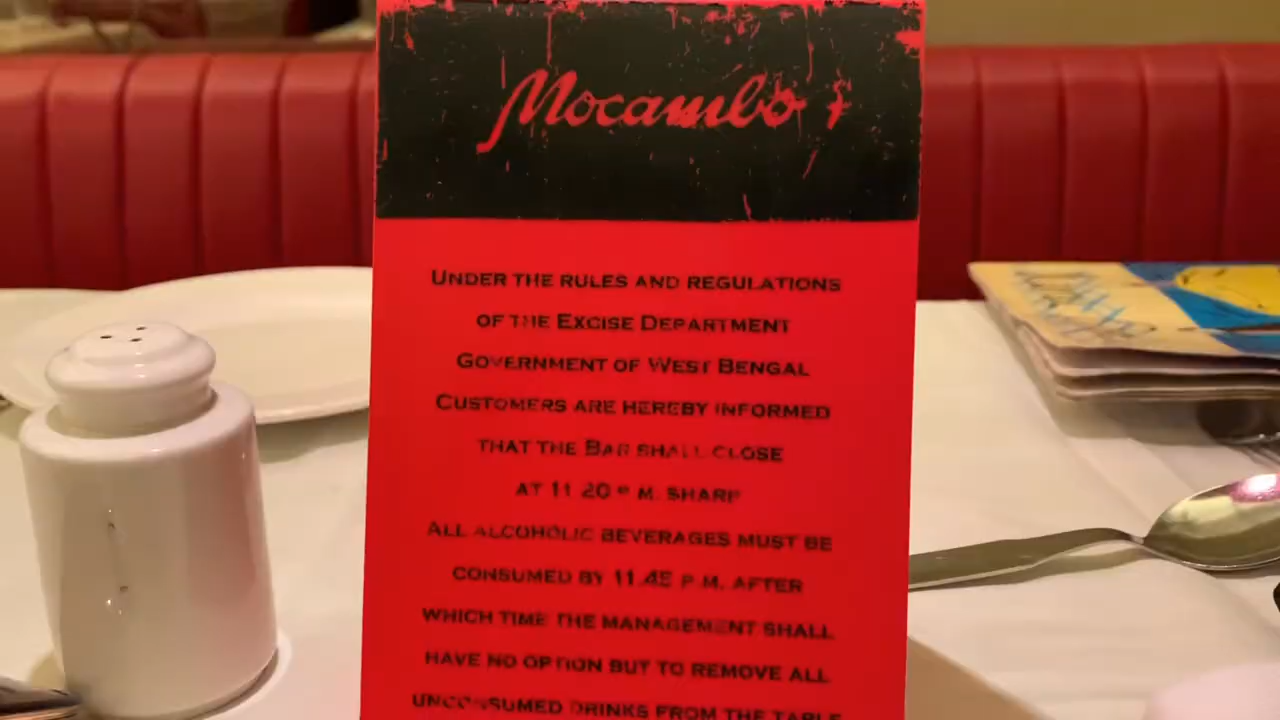 Mocambo
UNDER THE RULES AND REGULATIONS
OF THE EXCISE DEPARTMENT
GOVERNMENT OF WEST BENGAL
CUSTOMERS ARE HEREBY INFORMED
THAT THE BAR SHALL CLOSE
AT 11 20 P M. SHARP
ALL ALCOHOLIC BEVERAGES MUST BE
CONSUMED BY 11.45 P.M. AFTER
WHICH TIME THE MANAGEMENT SHALL
HAVE NO OPTION BUT TO REMOVE ALL
UNCONSUMED DRINKS FROM THE TABLE